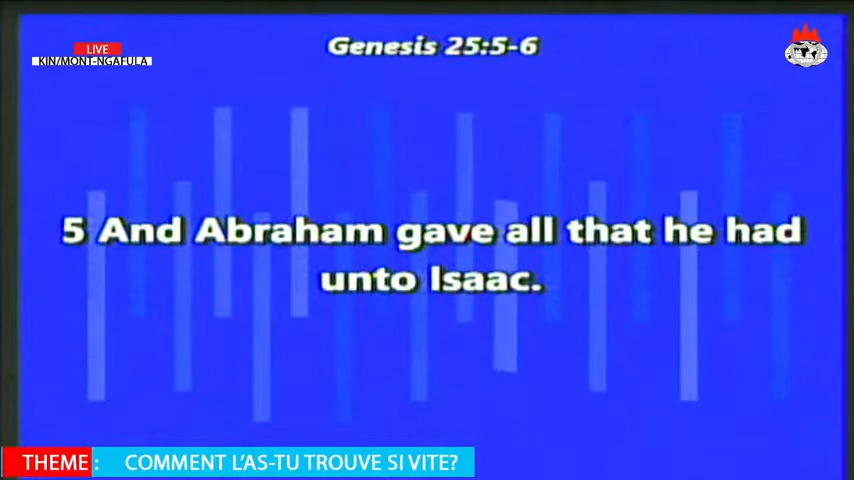 Genesis 25:5-6
LIVE
KIN/MONT-NGAFULA
5 And Abraham gave all that he had
unto Isaac.
THEME : COMMENT L'AS-TU TROUVE SI VITE?